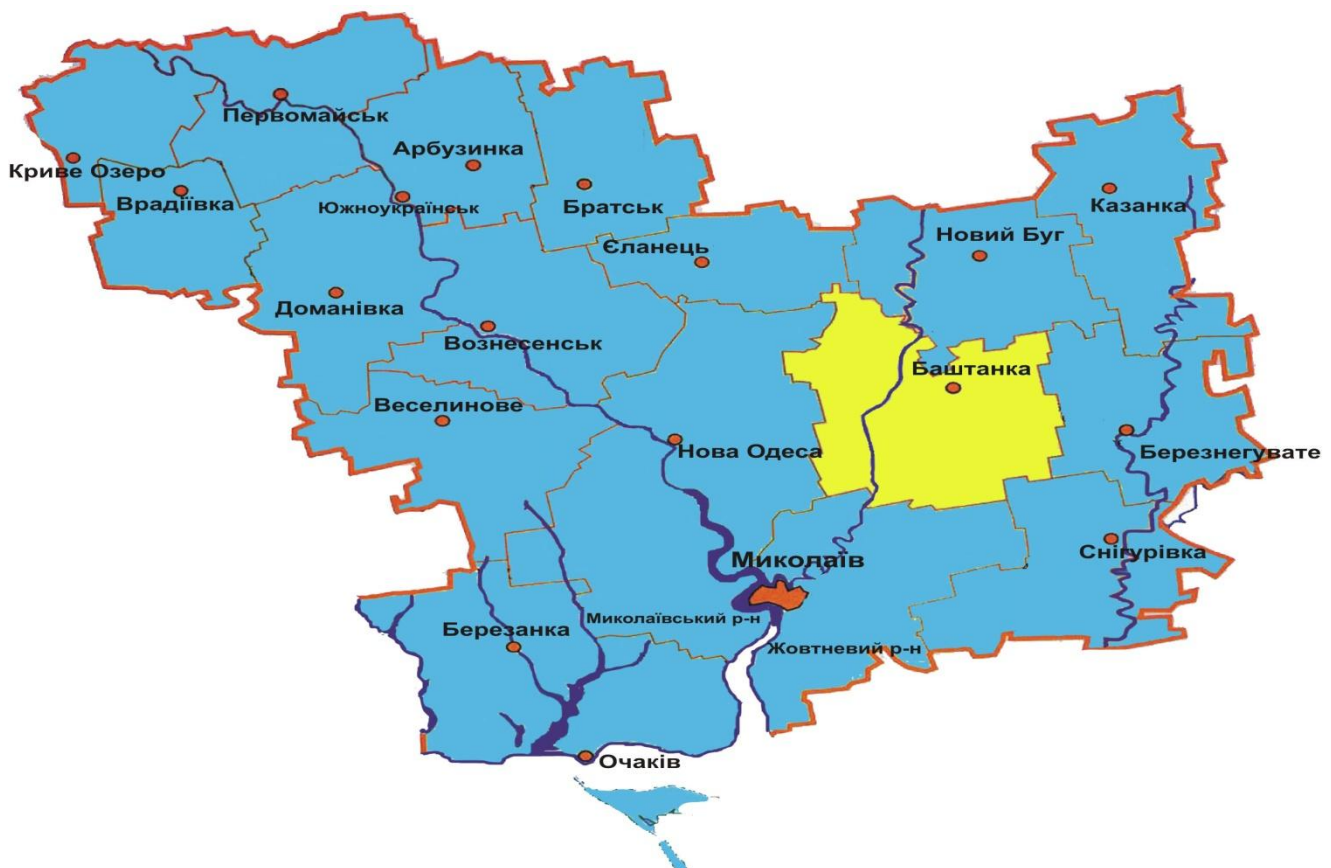 Первомайськ
Арбузинка
Криве Озеро
Врадіївка
Южноукраїнськ
Братськ
Казанка
Новий Буг
Єланець
Доманівка
Вознесенськ
Баштанка
Веселинове
Нова Одеса
Березнегувате
Снігурівка
Миколаїв
Миколаївський р-н
Березанка
Жовтневий р-н
Очаків